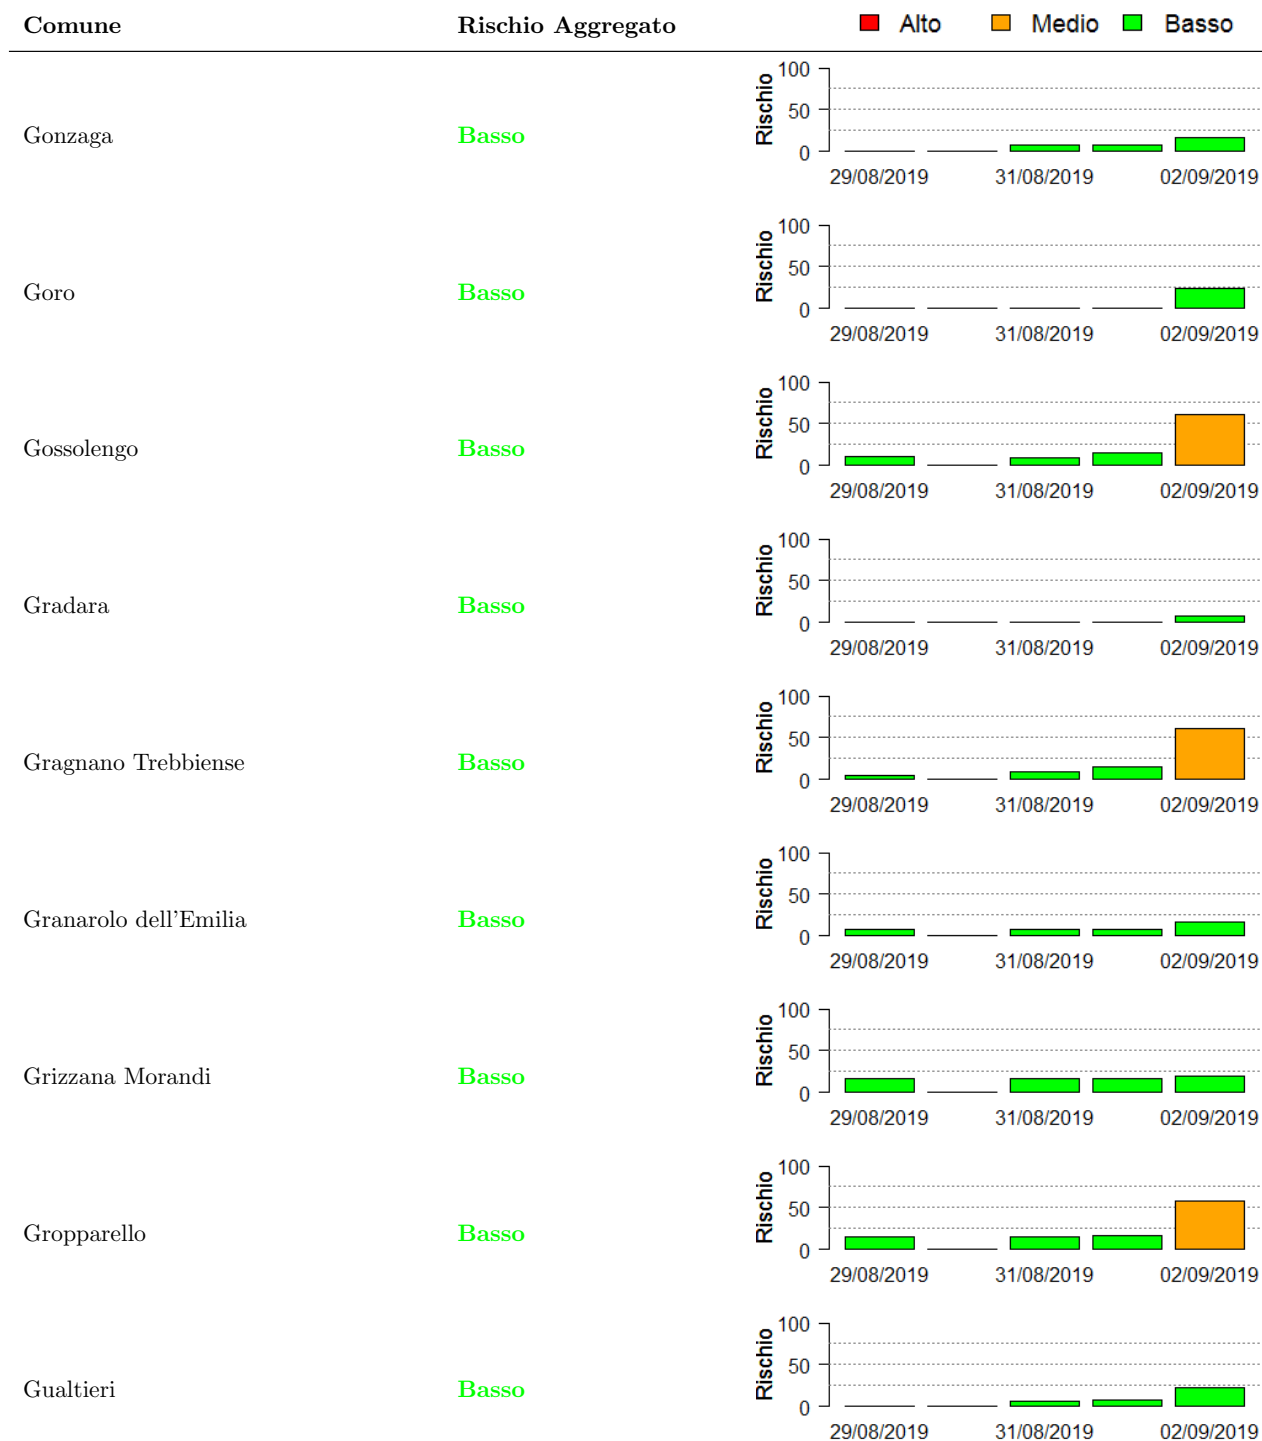 Comune Rischio Aggregato Alto Medio Basso
Gonzaga Basso Rischio 100 50 0
29/08/2019 31/08/2019 02/09/2019
Goro Basso Rischio 100 50 0
29/08/2019 31/08/2019 02/09/2019
Gossolengo Basso Rischio 100 50 0
29/08/2019 31/08/2019 02/09/2019
Gradara Basso Rischio 100 50 0
29/08/2019 31/08/2019 02/09/2019
Gragnano Trebbiense Basso Rischio 100 50 0
29/08/2019 31/08/2019 02/09/2019
Granarolo dell'Emilia Basso Rischio 100 50 0
29/08/2019 31/08/2019 02/09/2019
Grizzana Morandi Basso Rischio 100 50 0
29/08/2019 31/08/2019 02/09/2019
Gropparello Basso Rischio 100 50 0
29/08/2019 31/08/2019 02/09/2019
Gualtieri Basso Rischio 100 50 0
29/08/2019 31/08/2019 02/09/2019